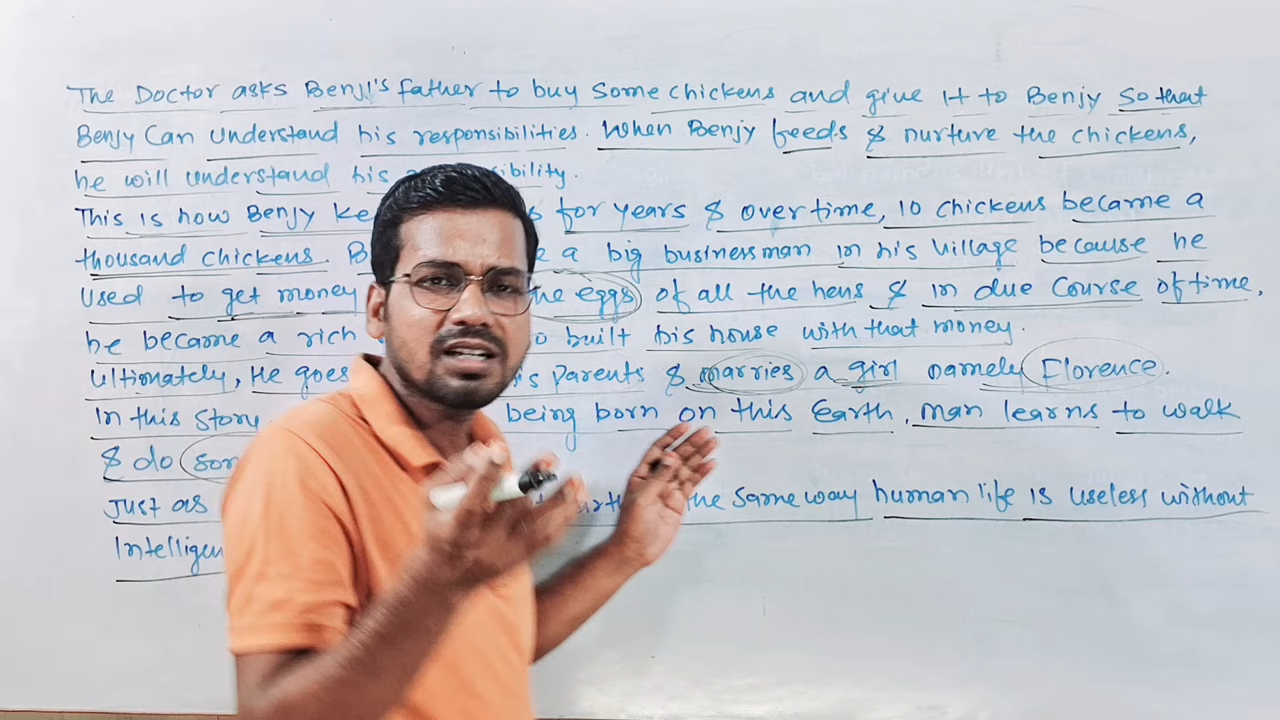 The Doctor asks Benji's father to buy some chickens and give it to Benjy so that
Benjy Can understand his responsibilities. When Benjy feeds & nurture the chickens,
he will understand his
This is how Benjy for years & over time, 10 chickens became a
thousand chickens. a big businessman in his village because he
used to get money the eggs of all the hens & in due course of time,
he became a rich built his house with that money.
Ultimately, He goes parents & marries a girl namely Florence.
In this story being born on this Earth, man learns to walk
& do
Just as the same way human life is useless without